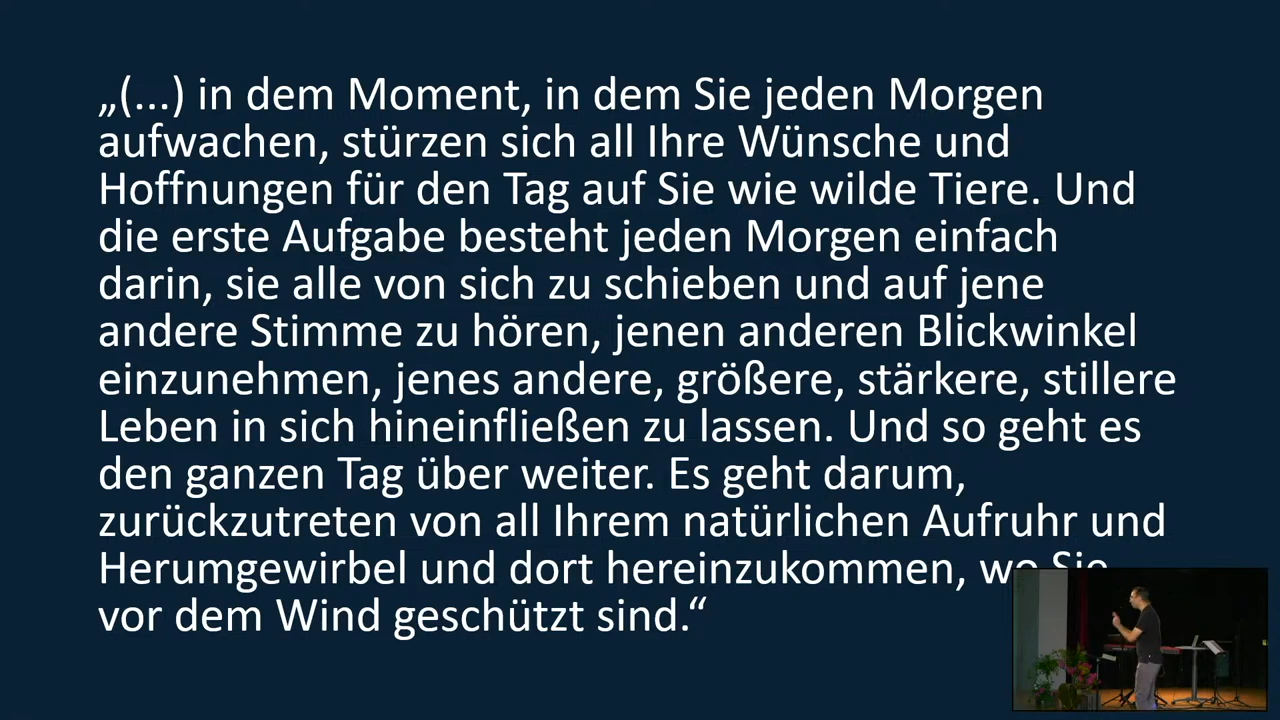 „(...) in dem Moment, in dem Sie jeden Morgen
aufwachen, stürzen sich all Ihre Wünsche und
Hoffnungen für den Tag auf Sie wie wilde Tiere. Und
die erste Aufgabe besteht jeden Morgen einfach
darin, sie alle von sich zu schieben und auf jene
andere Stimme zu hören, jenen anderen Blickwinkel
einzunehmen, jenes andere, größere, stärkere, stillere
Leben in sich hineinfließen zu lassen. Und so geht es
den ganzen Tag über weiter. Es geht darum,
zurückzutreten von all Ihrem natürlichen Aufruhr und
Herumgewirbel und dort hereinzukommen, wo Sie
vor dem Wind geschützt sind.“